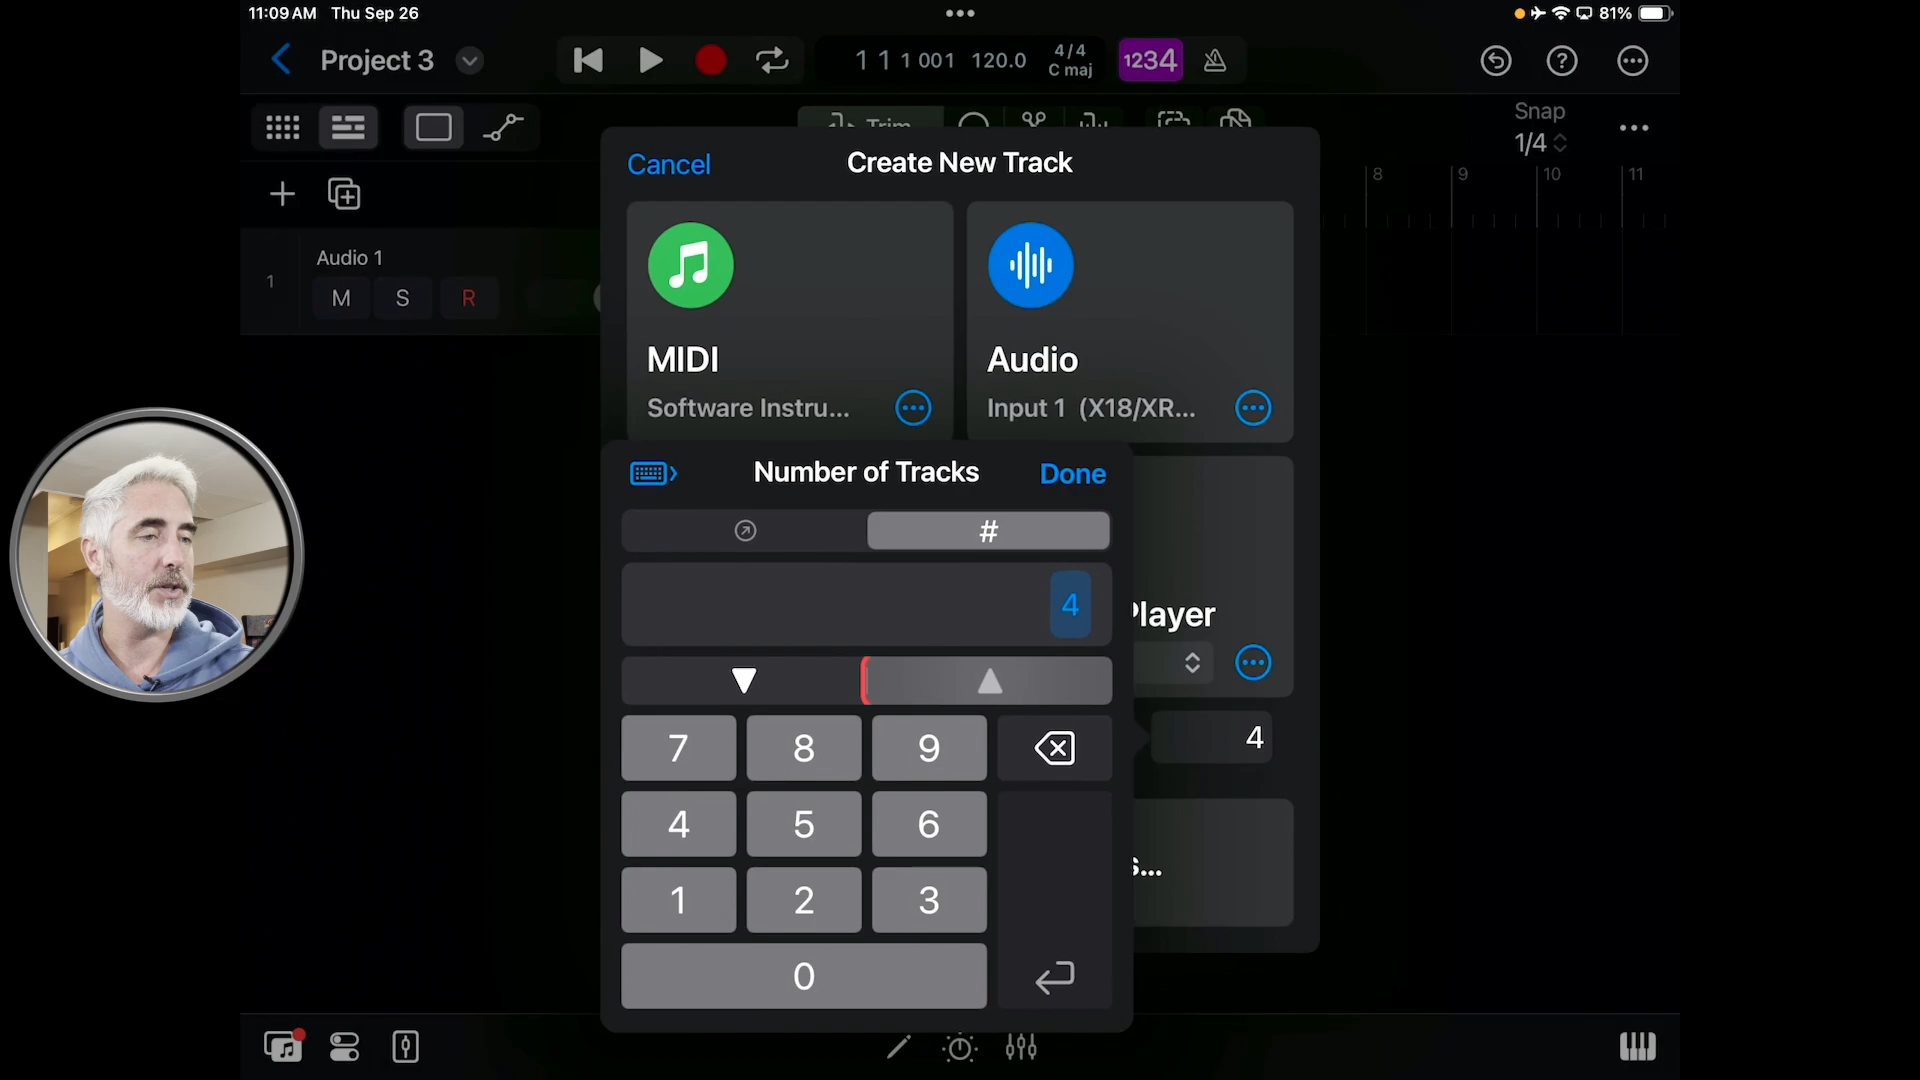 11:09 AM Thu Sep 26
81%
Project 3
1 1 1 001 120.0 4/4 C maj
1234
Trim
Snap
1/4
8 9 10 11
Cancel
Create New Track
1
Audio 1
M S R
MIDI
Software Instru...
Audio
Input 1 (X18/XR...
Number of Tracks
Done
#
4
Player
4
7 8 9
4 5 6
s...
1 2 3
0